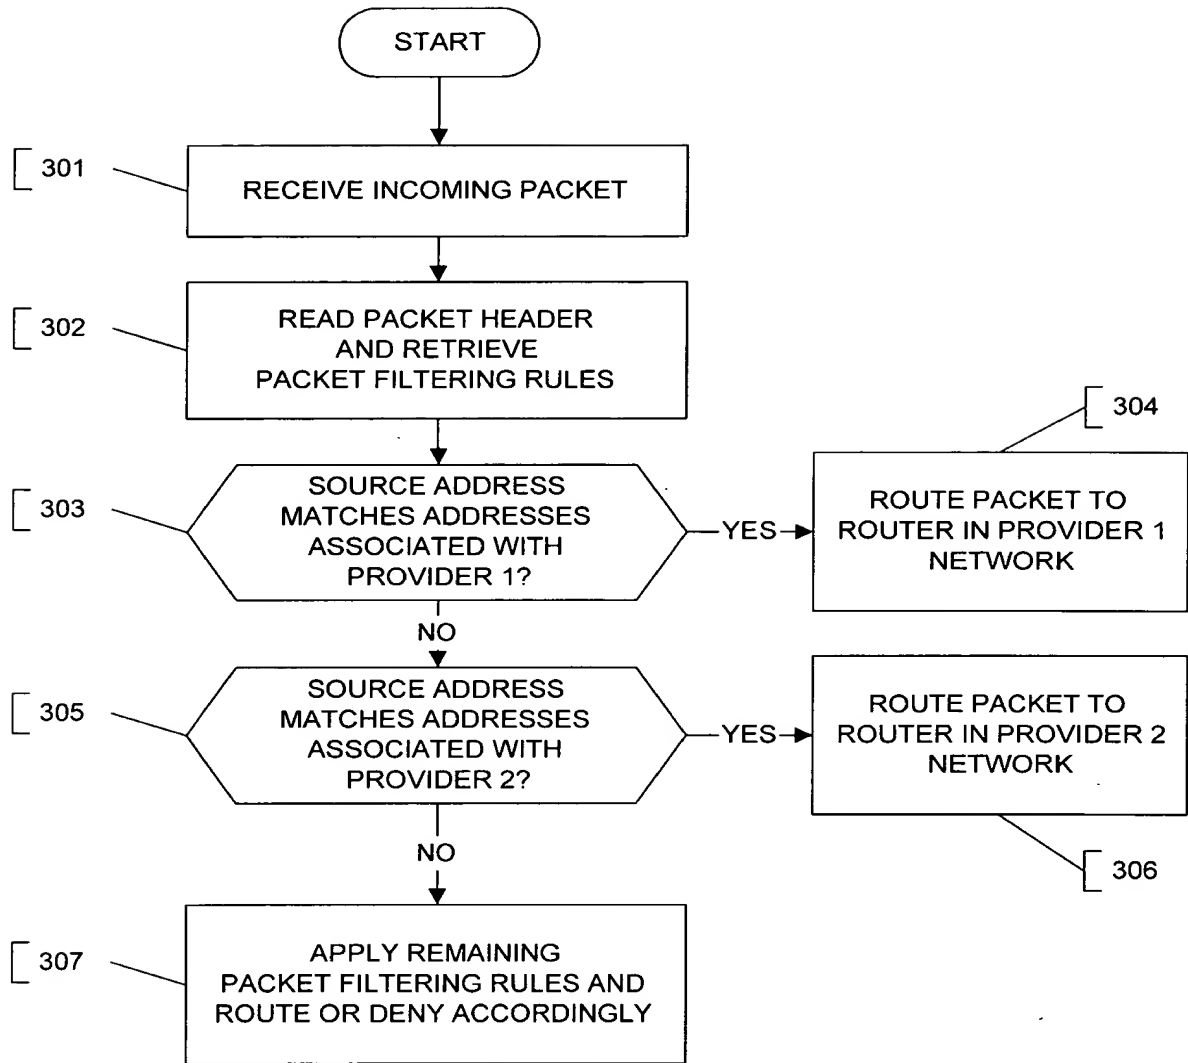 START
301
RECEIVE INCOMING PACKET
302
READ PACKET HEADER
AND RETRIEVE
PACKET FILTERING RULES
303
SOURCE ADDRESS
MATCHES ADDRESSES
ASSOCIATED WITH
PROVIDER 1?
YES
304
ROUTE PACKET TO
ROUTER IN PROVIDER 1
NETWORK
NO
305
SOURCE ADDRESS
MATCHES ADDRESSES
ASSOCIATED WITH
PROVIDER 2?
YES
ROUTE PACKET TO
ROUTER IN PROVIDER 2
NETWORK
306
NO
307
APPLY REMAINING
PACKET FILTERING RULES AND
ROUTE OR DENY ACCORDINGLY